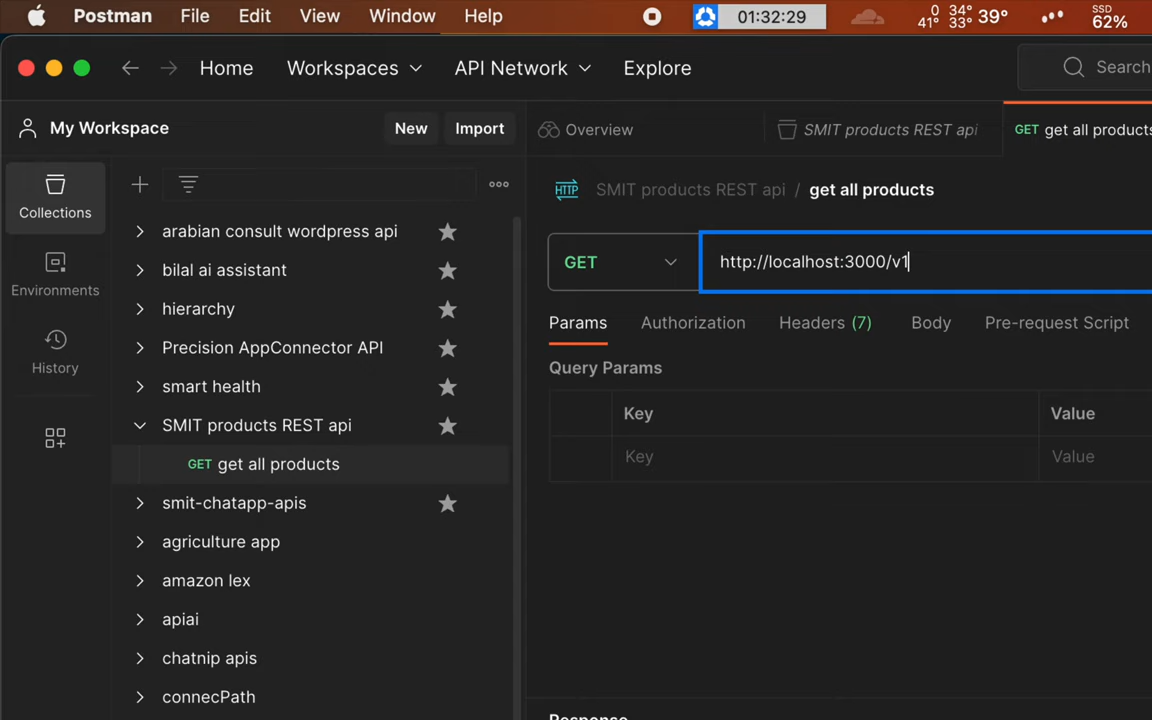 Postman File Edit View Window Help 01:32:29 0 41° 34° 33° 39° SSD 62%
Home Workspaces API Network Explore Search
My Workspace New Import Overview SMIT products REST api GET get all products
Collections
Environments
History
arabian consult wordpress api
bilal ai assistant
hierarchy
Precision AppConnector API
smart health
SMIT products REST api
GET get all products
smit-chatapp-apis
agriculture app
amazon lex
apiai
chatnip apis
connecPath
HTTP SMIT products REST api / get all products
GET http://localhost:3000/v1
Params Authorization Headers (7) Body Pre-request Script
Query Params
Key Value
Key Value
Response